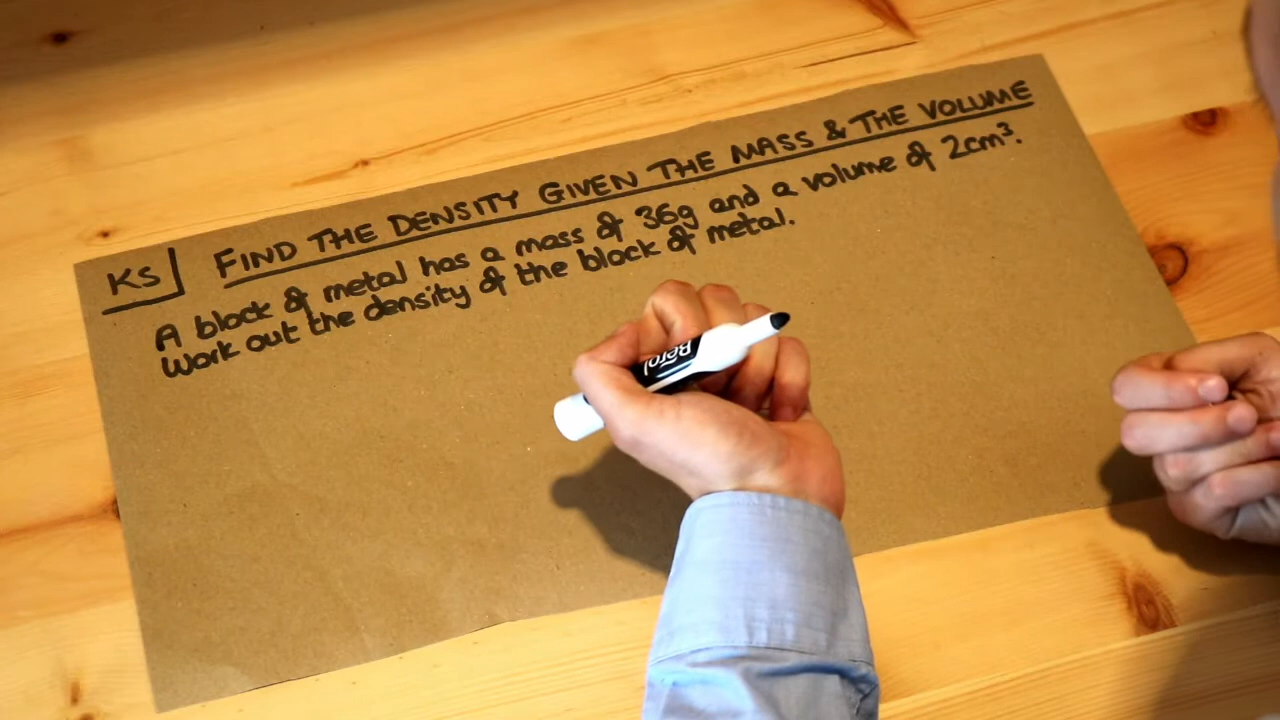 KS
FIND THE DENSITY GIVEN THE MASS & THE VOLUME
A block of metal has a mass of 36g and a volume of 2cm³.
Work out the density of the block of metal.
Berol